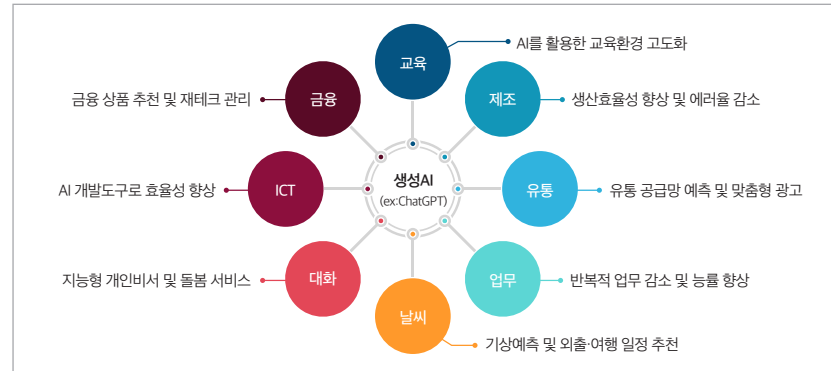 교육
AI를 활용한 교육환경 고도화
금융
금융 상품 추천 및 재테크 관리
제조
생산효율성 향상 및 에러율 감소
생성AI
(ex:ChatGPT)
ICT
AI 개발도구로 효율성 향상
유통
유통 공급망 예측 및 맞춤형 광고
대화
지능형 개인비서 및 돌봄 서비스
업무
반복적 업무 감소 및 능률 향상
날씨
기상예측 및 외출·여행 일정 추천